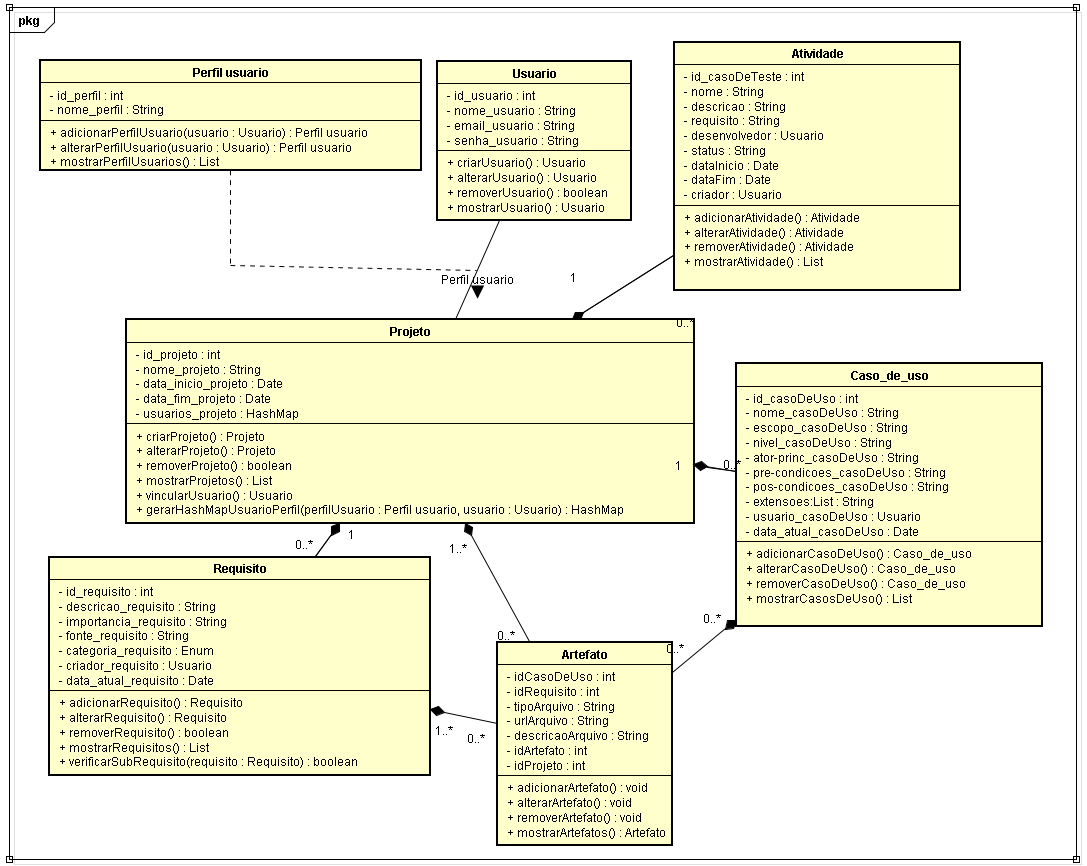 pkg
Perfil usuario
- id_perfil : int
- nome_perfil : String
+ adicionarPerfilUsuario(usuario : Usuario) : Perfil usuario
+ alterarPerfilUsuario(usuario : Usuario) : Perfil usuario
+ mostrarPerfilUsuarios() : List
Usuario
- id_usuario : int
- nome_usuario : String
- email_usuario : String
- senha_usuario : String
+ criarUsuario() : Usuario
+ alterarUsuario() : Usuario
+ removerUsuario() : boolean
+ mostrarUsuario() : Usuario
Atividade
- id_casoDeTeste : int
- nome : String
- descricao : String
- requisito : String
- desenvolvedor : Usuario
- status : String
- dataInicio : Date
- dataFim : Date
- criador : Usuario
+ adicionarAtividade() : Atividade
+ alterarAtividade() : Atividade
+ removerAtividade() : Atividade
+ mostrarAtividade() : List
Perfil usuario
1
0..*
Projeto
- id_projeto : int
- nome_projeto : String
- data_inicio_projeto : Date
- data_fim_projeto : Date
- usuarios_projeto : HashMap
+ criarProjeto() : Projeto
+ alterarProjeto() : Projeto
+ removerProjeto() : boolean
+ mostrarProjetos() : List
+ vincularUsuario() : Usuario
+ gerarHashMapUsuarioPerfil(perfilUsuario : Perfil usuario, usuario : Usuario) : HashMap
1
0..*
Caso_de_uso
- id_casoDeUso : int
- nome_casoDeUso : String
- escopo_casoDeUso : String
- nivel_casoDeUso : String
- ator-princ_casoDeUso : String
- pre-condicoes_casoDeUso : String
- pos-condicoes_casoDeUso : String
- extensoes:List : String
- usuario_casoDeUso : Usuario
- data_atual_casoDeUso : Date
+ adicionarCasoDeUso() : Caso_de_uso
+ alterarCasoDeUso() : Caso_de_uso
+ removerCasoDeUso() : Caso_de_uso
+ mostrarCasosDeUso() : List
1
0..*
1..*
0..*
Requisito
- id_requisito : int
- descricao_requisito : String
- importancia_requisito : String
- fonte_requisito : String
- categoria_requisito : Enum
- criador_requisito : Usuario
- data_atual_requisito : Date
+ adicionarRequisito() : Requisito
+ alterarRequisito() : Requisito
+ removerRequisito() : boolean
+ mostrarRequisitos() : List
+ verificarSubRequisito(requisito : Requisito) : boolean
1..*
0..*
0..*
0..*
Artefato
- idCasoDeUso : int
- idRequisito : int
- tipoArquivo : String
- urlArquivo : String
- descricaoArquivo : String
- idArtefato : int
- idProjeto : int
+ adicionarArtefato() : void
+ alterarArtefato() : void
+ removerArtefato() : void
+ mostrarArtefatos() : Artefato